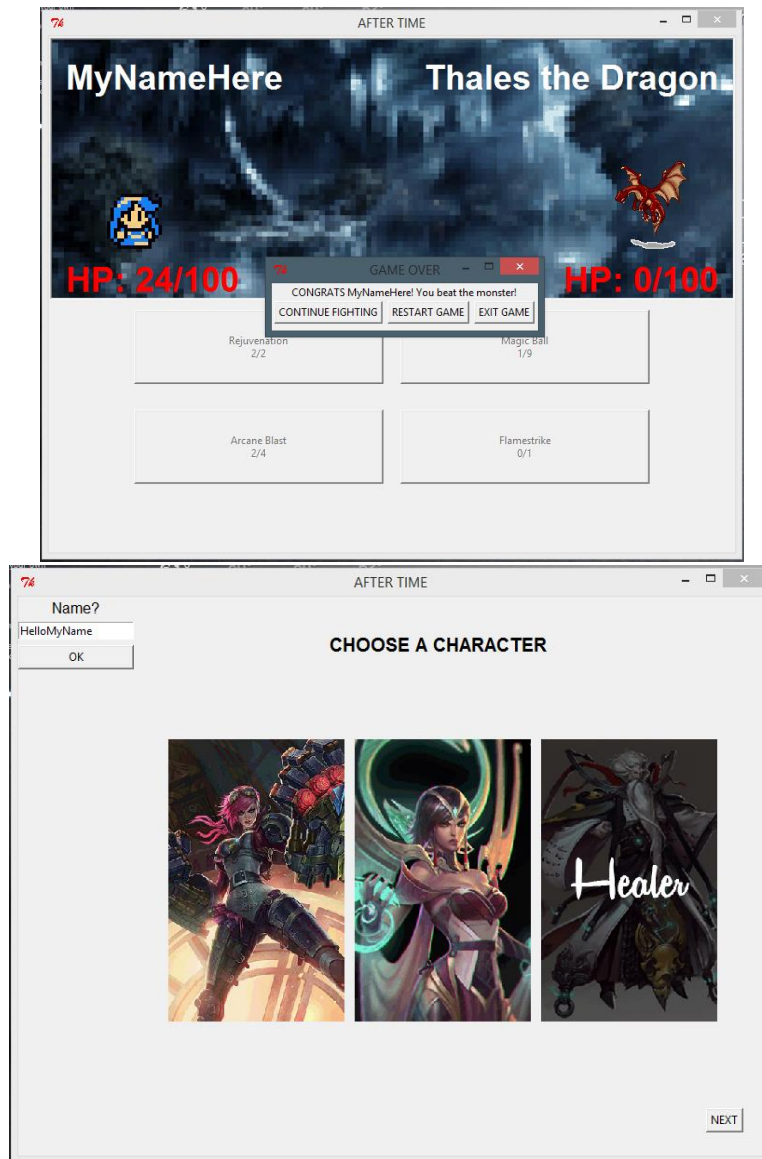 AFTER TIME
MyNameHere
Thales the Dragon
HP: 24/100
HP: 0/100
GAME OVER
CONGRATS MyNameHere! You beat the monster!
CONTINUE FIGHTING
RESTART GAME
EXIT GAME
Rejuvenation
2/2
Magic Ball
1/9
Arcane Blast
2/4
Flamestrike
0/1
AFTER TIME
Name?
HelloMyName
OK
CHOOSE A CHARACTER
Healer
NEXT